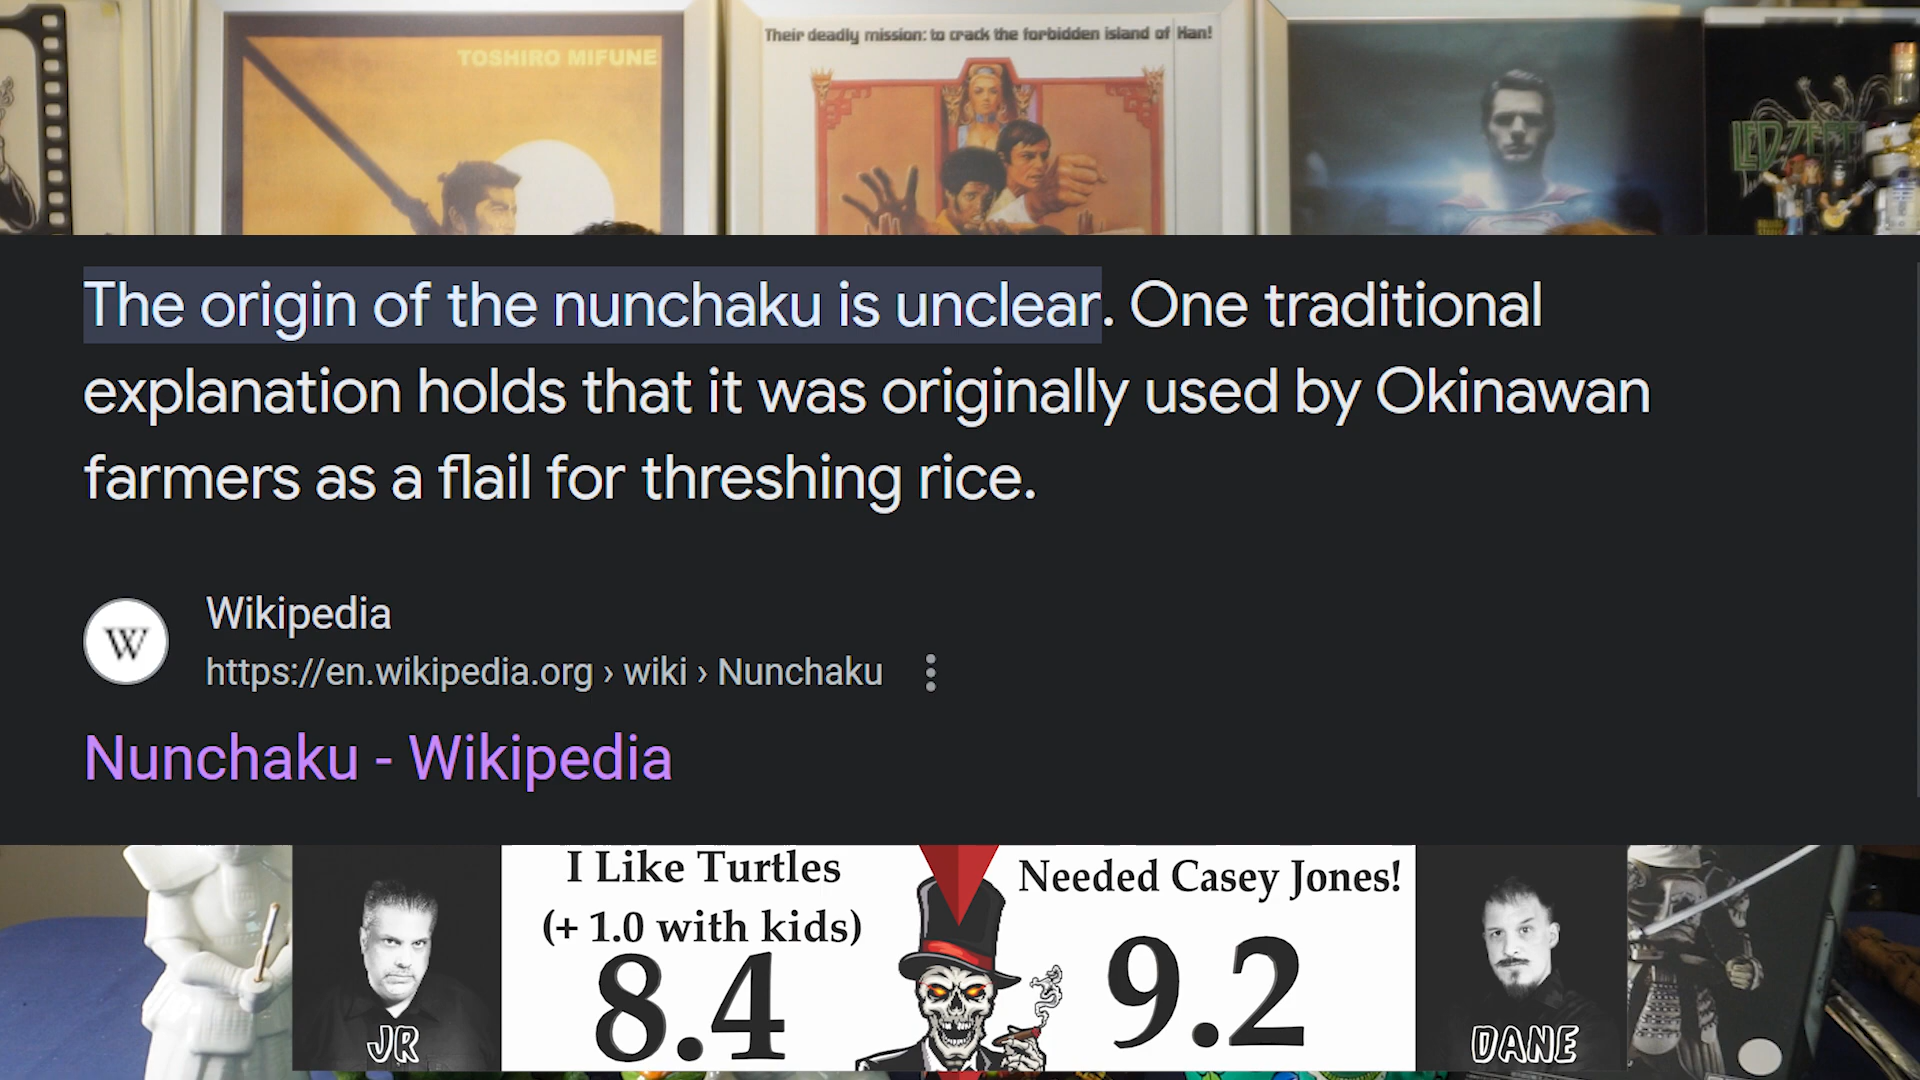 TOSHIRO MIFUNE
Their deadly mission: to crack the forbidden island of Han!
The origin of the nunchaku is unclear. One traditional
explanation holds that it was originally used by Okinawan
farmers as a flail for threshing rice.
W
Wikipedia
https://en.wikipedia.org › wiki › Nunchaku
Nunchaku - Wikipedia
I Like Turtles
(+ 1.0 with kids)
8.4
Needed Casey Jones!
9.2
JR
DANE